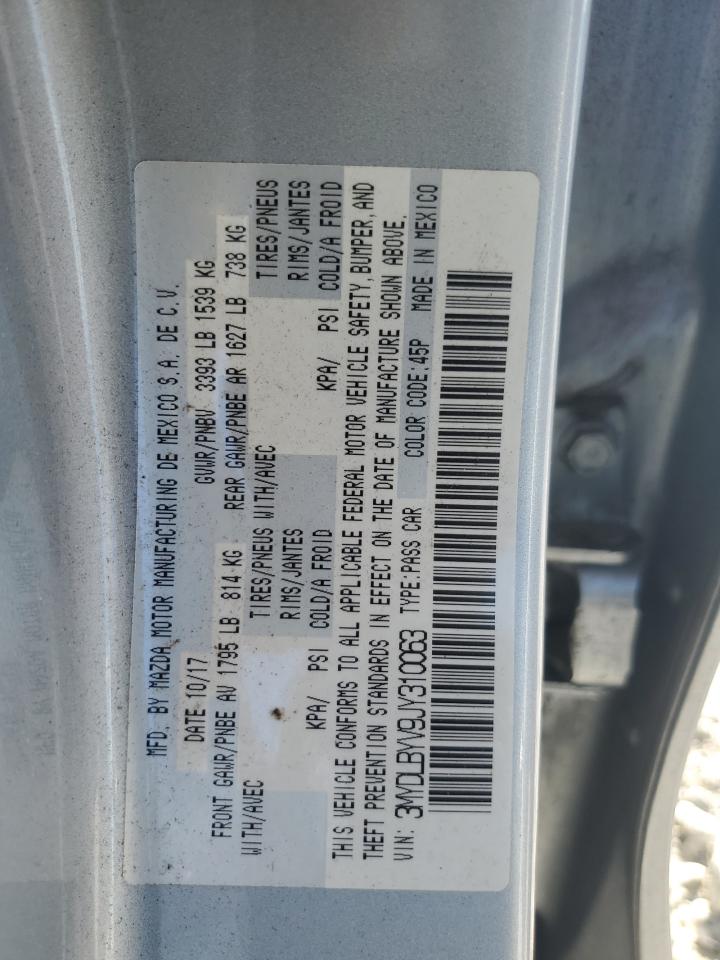 MFD. BY MAZDA MOTOR MANUFACTURING DE MEXICO S.A. DE C.V.
DATE 10/17 GVWR/PNBV 3393 LB 1539 KG
FRONT GAWR/PNBE AV 1795 LB 814 KG REAR GAWR/PNBE AR 1627 LB 738 KG
WITH/AVEC TIRES/PNEUS WITH/AVEC TIRES/PNEUS
RIMS/JANTES RIMS/JANTES
KPA/ PSI COLD/A FROID KPA/ PSI COLD/A FROID
THIS VEHICLE CONFORMS TO ALL APPLICABLE FEDERAL MOTOR VEHICLE SAFETY, BUMPER, AND
THEFT PREVENTION STANDARDS IN EFFECT ON THE DATE OF MANUFACTURE SHOWN ABOVE.
VIN: 3MYDLBYV9JY310063 TYPE:PASS CAR COLOR CODE:45P MADE IN MEXICO